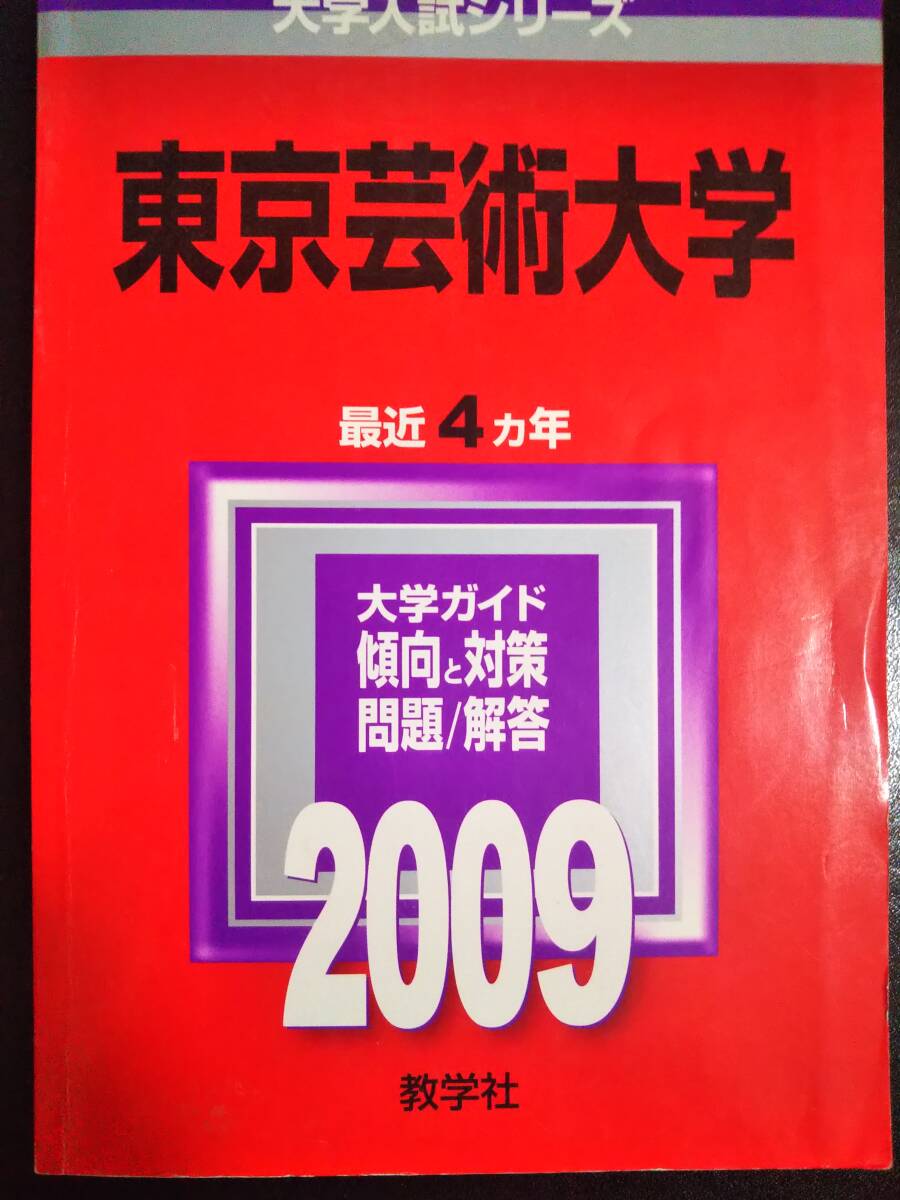 大学入試シリーズ
東京芸術大学
最近4ヵ年
大学ガイド
傾向と対策
問題/解答
2009
教学社